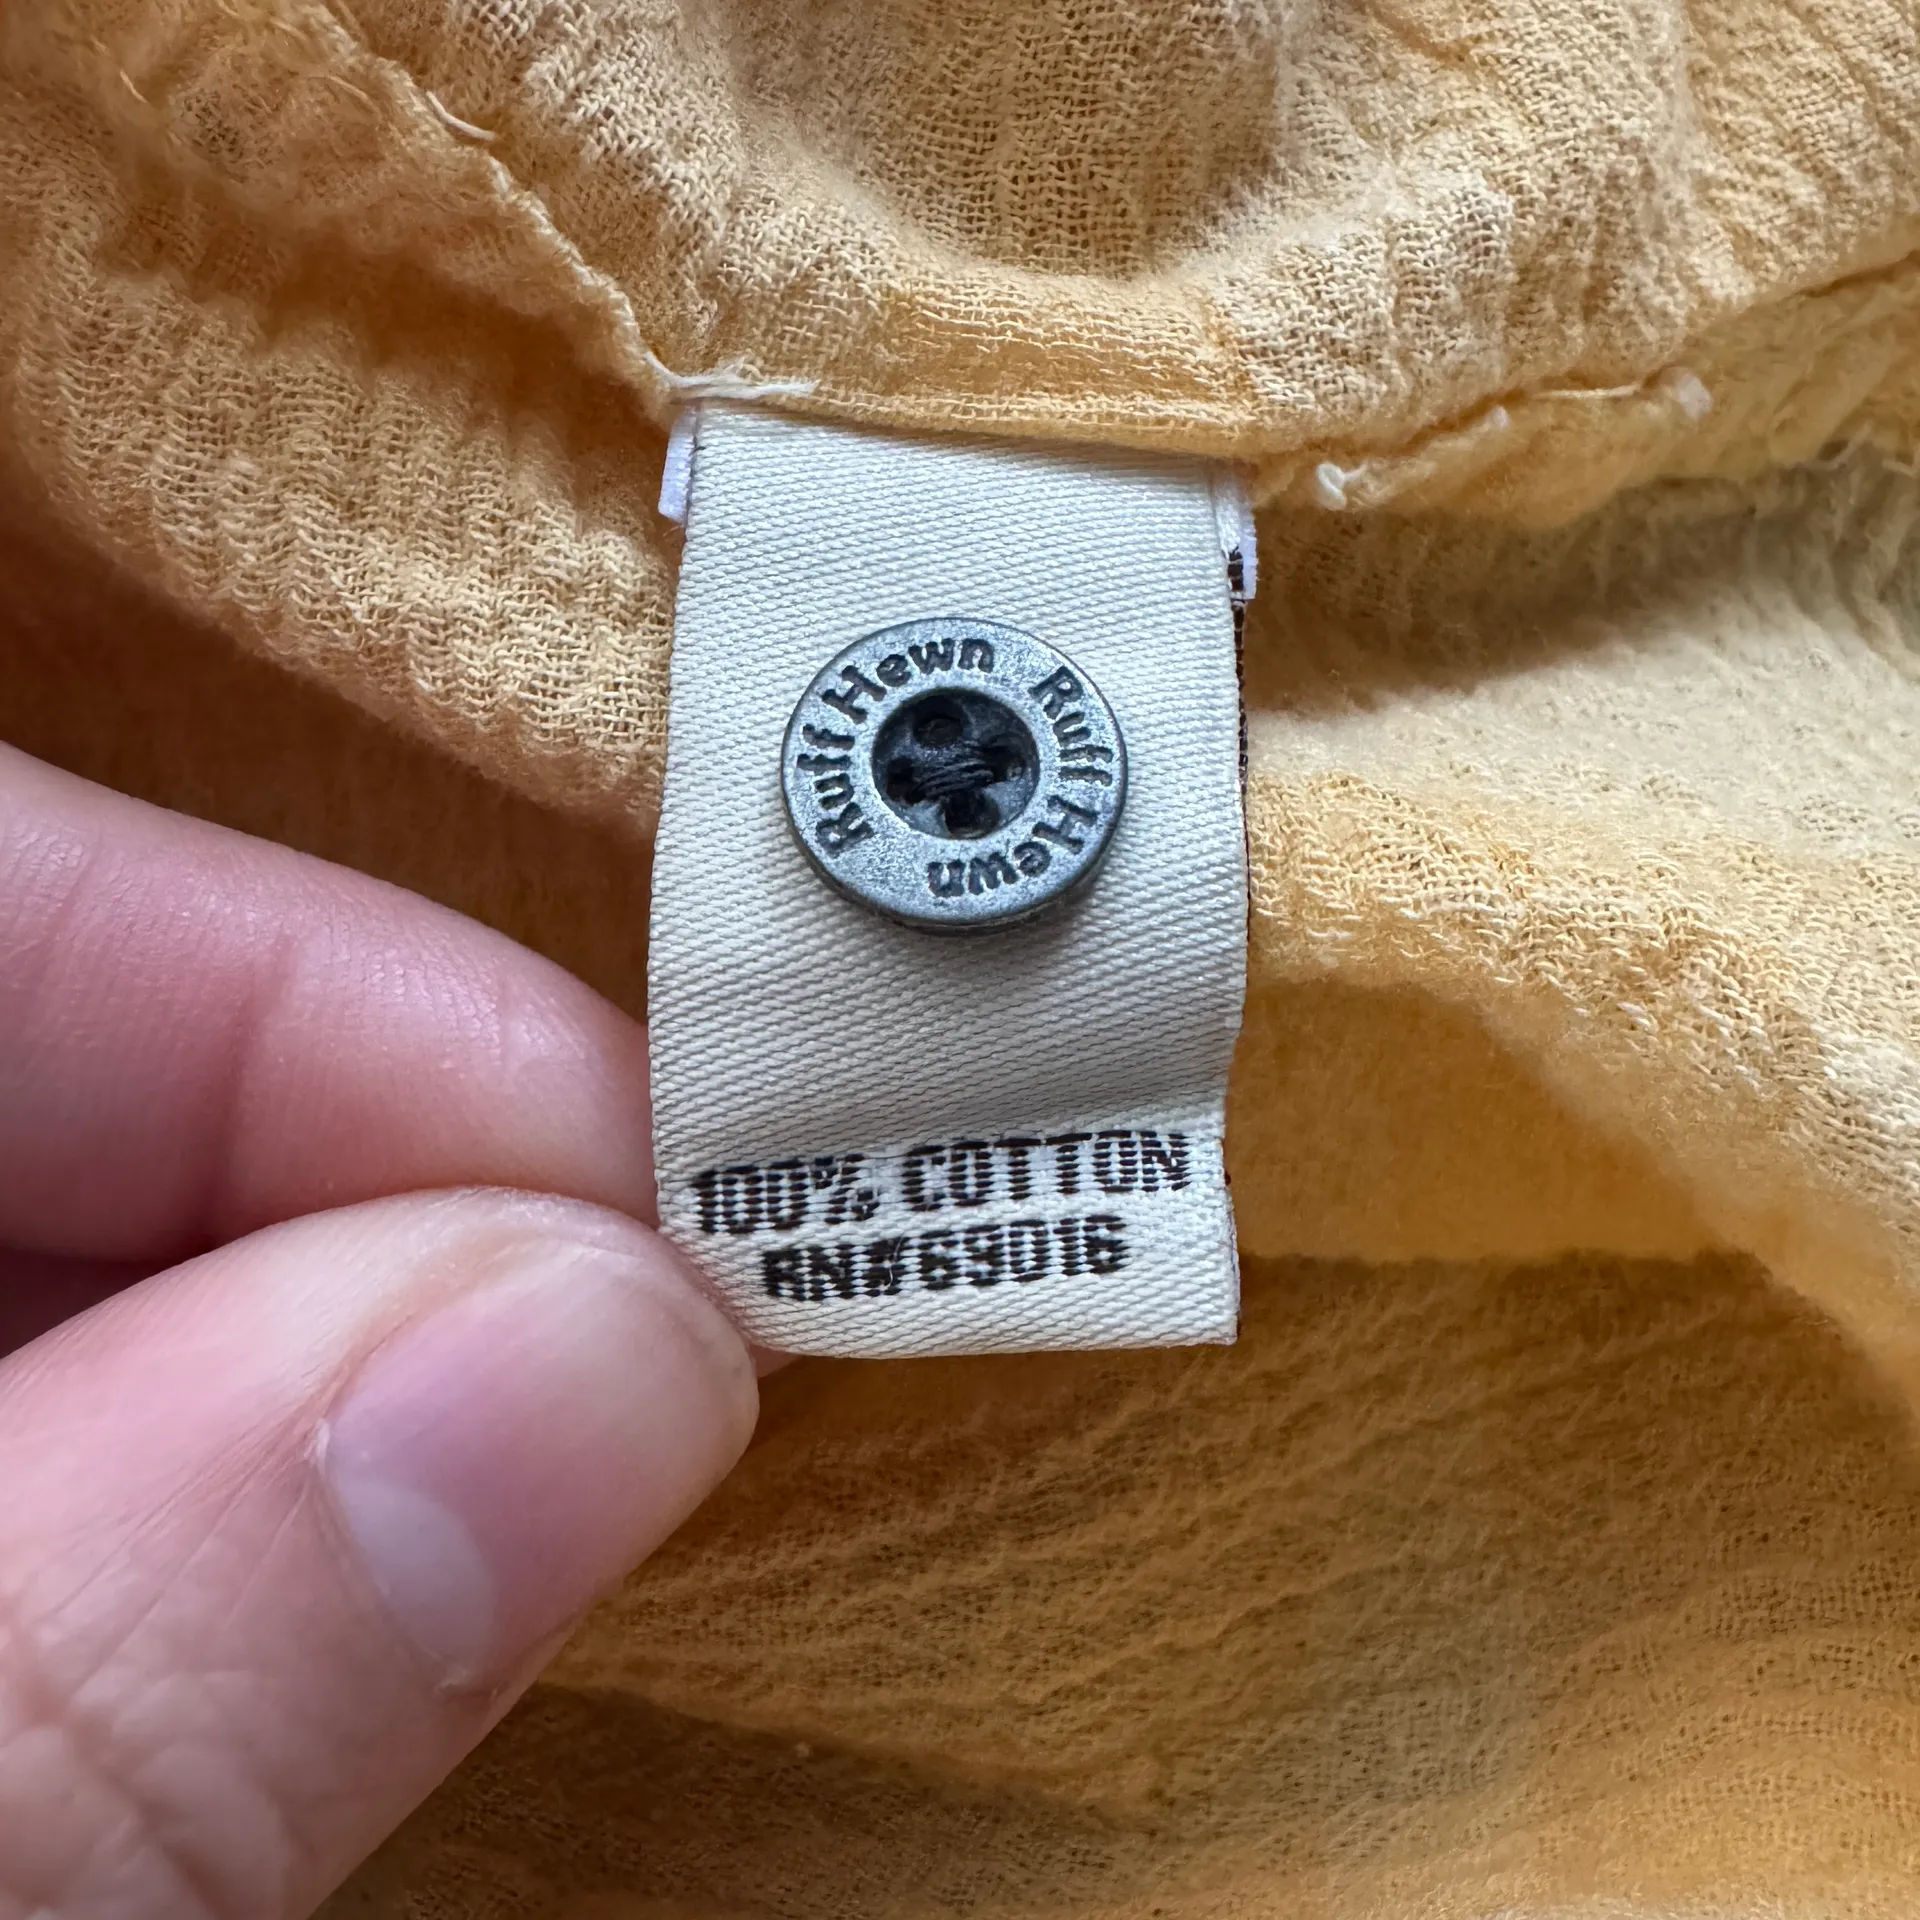 Ruff Hewn Ruff Hewn
100% COTTON
RN#69016